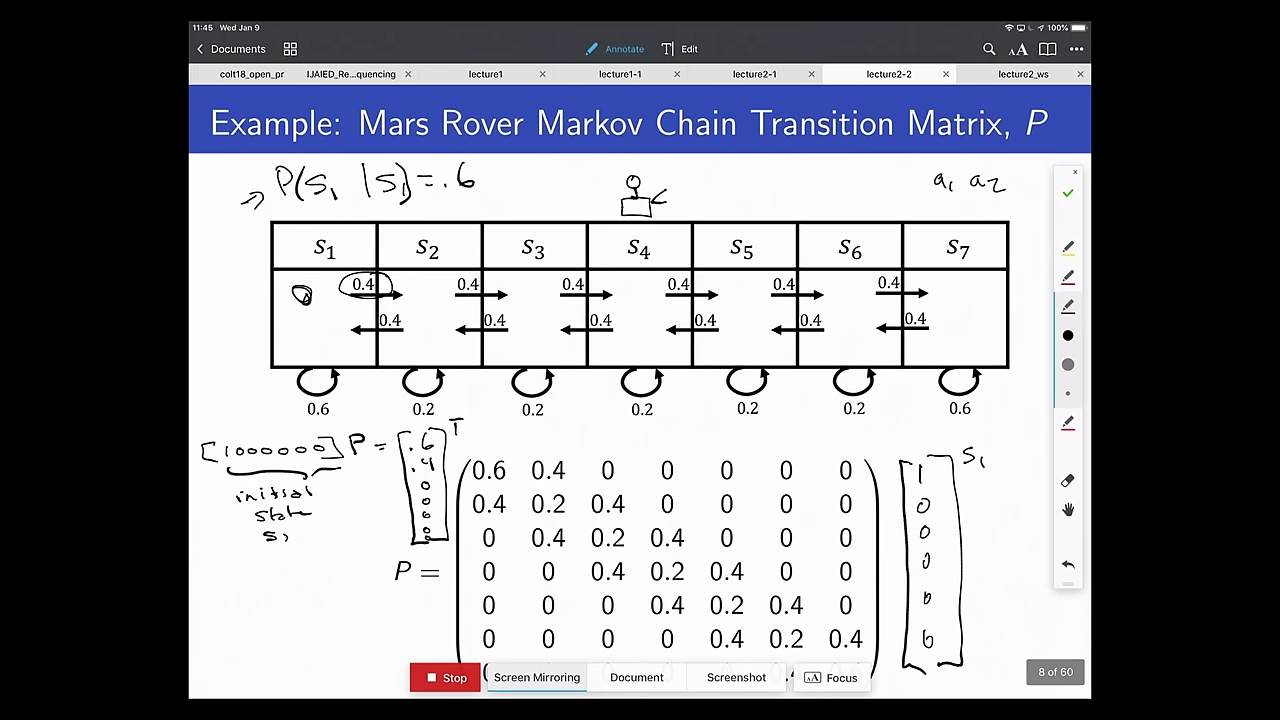 11:45 Wed Jan 9 100%
Documents Annotate Edit AA
colt18_open_pr IJAIED_Re...quencing lecture1 lecture1-1 lecture2-1 lecture2-2 lecture2_ws
Example: Mars Rover Markov Chain Transition Matrix, P
P(s₁ |s₁)=.6 a₁ a₂
s₁ s₂ s₃ s₄ s₅ s₆ s₇
0.4 0.4 0.4 0.4 0.4 0.4
0.4 0.4 0.4 0.4 0.4 0.4
0.6 0.2 0.2 0.2 0.2 0.2 0.6
[1000000] P = [.6 .4 0 0 0 0]ᵀ
initial
state
s₁
P =
0.6 0.4 0 0 0 0 0
0.4 0.2 0.4 0 0 0 0
0 0.4 0.2 0.4 0 0 0
0 0 0.4 0.2 0.4 0 0
0 0 0 0.4 0.2 0.4 0
0 0 0 0 0.4 0.2 0.4
[1 0 0 0 0 0] s₁
Stop Screen Mirroring Document Screenshot AA Focus
8 of 60